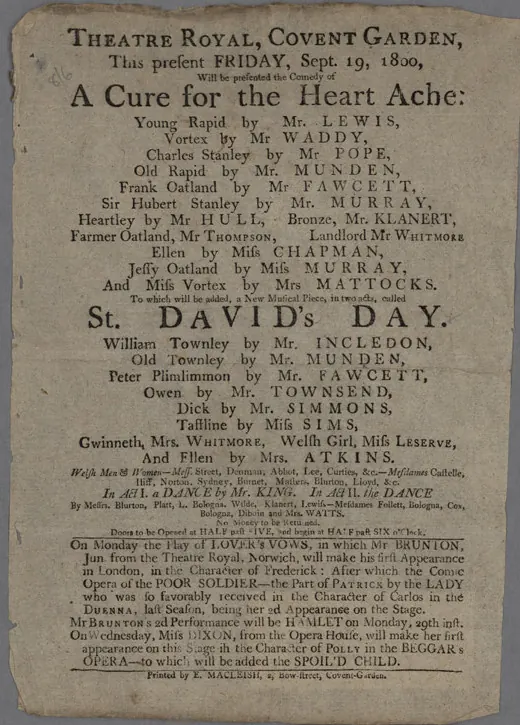 816
THEATRE ROYAL, COVENT GARDEN,
This preſent FRIDAY, Sept. 19, 1800,
Will be preſented the Comedy of
A Cure for the Heart Ache:
Young Rapid by Mr. LEWIS,
Vortex by Mr WADDY,
Charles Stanley by Mr POPE,
Old Rapid by Mr. MUNDEN,
Frank Oatland by Mr FAWCETT,
Sir Hubert Stanley by Mr. MURRAY,
Heartley by Mr HULL, Bronze, Mr. KLANERT,
Farmer Oatland, Mr THOMPSON, Landlord Mr WHITMORE
Ellen by Miſs CHAPMAN,
Jeſſy Oatland by Miſs MURRAY,
And Miſs Vortex by Mrs MATTOCKS.
To which will be added, a New Muſical Piece, in two acts, called
St. DAVID's DAY.
William Townley by Mr. INCLEDON,
Old Townley by Mr. MUNDEN,
Peter Plimlimmon by Mr. FAWCETT,
Owen by Mr. TOWNSEND,
Dick by Mr. SIMMONS,
Taffline by Miſs SIMS,
Gwinneth, Mrs. WHITMORE, Welſh Girl, Miſs LESERVE,
And Ellen by Mrs. ATKINS.
Welſh Men & Women—Meſſ. Street, Denman, Abbot, Lee, Curties, &c.—Meſdames Caſtelle,
Iliff, Norton, Sydney, Burnet, Maſters, Blurton, Lloyd, &c.
In Act I. a DANCE by Mr. KING. In Act II. the DANCE
By Meſſrs. Blurton, Platt, L. Bologna, Wilde, Klanert, Lewiſs.—Meſdames Follett, Bologna, Cox,
Bologna, Dibdin and Mrs. WATTS.
No Money to be Returned.
Doors to be Opened at HALF paſt FIVE, and begin at HALF paſt SIX o'Clock.
On Monday the Play of LOVER's VOWS, in which Mr BRUNTON,
Jun. from the Theatre Royal, Norwich, will make his firſt Appearance
in London, in the Character of Frederick: After which the Comic
Opera of the POOR SOLDIER—the Part of PATRICK by the LADY
who was ſo favorably received in the Character of Carlos in the
DUENNA, laſt Seaſon, being her 2d Appearance on the Stage.
Mr BRUNTON's 2d Performance will be HAMLET on Monday, 29th inſt.
On Wedneſday, Miſs DIXON, from the Opera Houſe, will make her firſt
appearance on this Stage in the Character of POLLY in the BEGGARs
OPERA—to which will be added the SPOIL'D CHILD.
Printed by E. MACLEISH, 2, Bow-ſtreet, Covent-Garden.